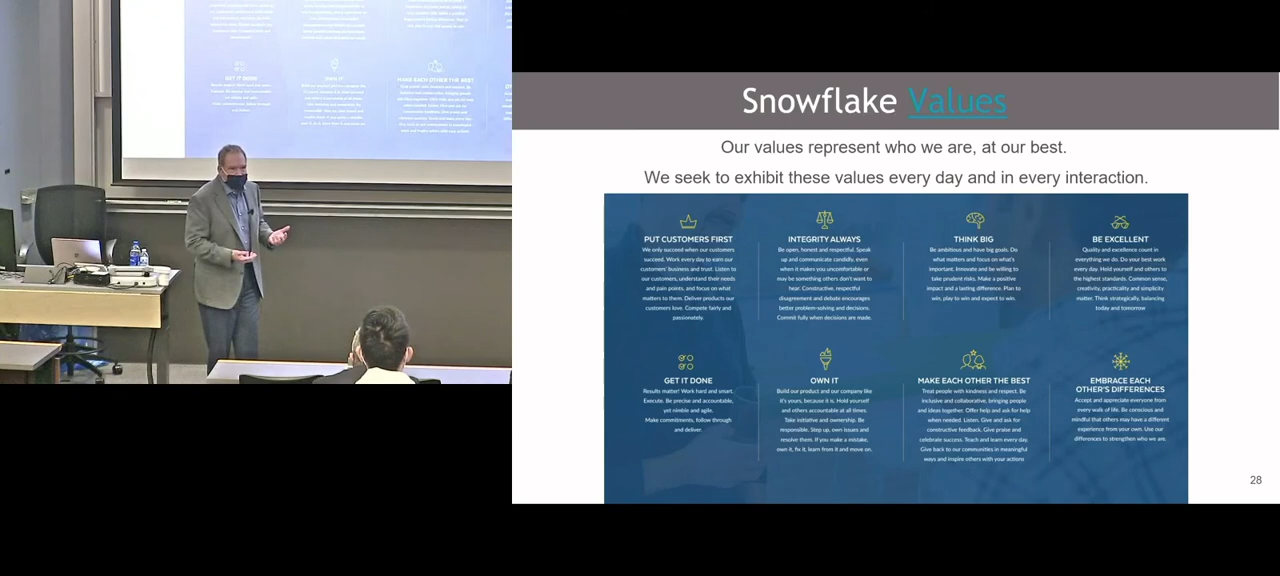 Snowflake Values
Our values represent who we are, at our best.
We seek to exhibit these values every day and in every interaction.
PUT CUSTOMERS FIRST
We only succeed when our customers
succeed. Work every day to earn our
customers' business and trust. Listen to
our customers, understand their needs
and pain points, and focus on what
matters to them. Deliver products our
customers love. Compete fairly and
passionately.
INTEGRITY ALWAYS
Be open, honest and respectful. Speak
up and communicate candidly, even
when it makes you uncomfortable or
may be something others don't want to
hear. Constructive, respectful
disagreement and debate encourages
better problem-solving and decisions.
Commit fully when decisions are made.
THINK BIG
Be ambitious and have big goals. Do
what matters and focus on what's
important. Innovate and be willing to
take prudent risks. Make a positive
impact and a lasting difference. Plan to
win, play to win and expect to win.
BE EXCELLENT
Quality and excellence count in
everything we do. Do your best work
every day. Hold yourself and others to
the highest standards. Common sense,
creativity, practicality and simplicity
matter. Think strategically, balancing
today and tomorrow
GET IT DONE
Results matter! Work hard and smart.
Execute. Be precise and accountable,
yet nimble and agile.
Make commitments, follow through
and deliver.
OWN IT
Build our product and our company like
it's yours, because it is. Hold yourself
and others accountable at all times.
Take initiative and ownership. Be
responsible. Step up, own issues and
resolve them. If you make a mistake,
own it, fix it, learn from it and move on.
MAKE EACH OTHER THE BEST
Treat people with kindness and respect. Be
inclusive and collaborative, bringing people
and ideas together. Offer help and ask for help
when needed. Listen. Give and ask for
constructive feedback. Give praise and
celebrate success. Teach and learn every day.
Give back to our communities in meaningful
ways and inspire others with your actions
EMBRACE EACH
OTHER'S DIFFERENCES
Accept and appreciate everyone from
every walk of life. Be conscious and
mindful that others may have a different
experience from your own. Use our
differences to strengthen who we are.
28
GET IT DONE
OWN IT
MAKE EACH OTHER THE BEST